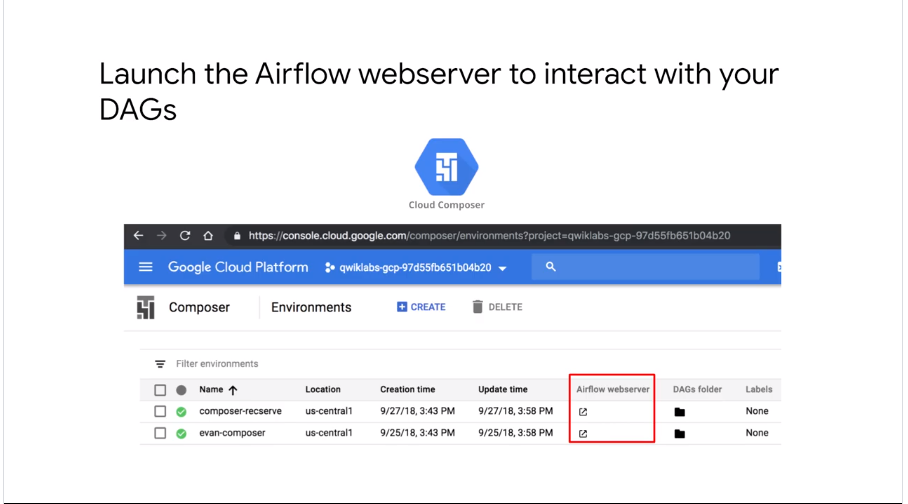 Launch the Airflow webserver to interact with your
DAGs
Cloud Composer
https://console.cloud.google.com/composer/environments?project=qwiklabs-gcp-97d55fb651b04b20
Google Cloud Platform qwiklabs-gcp-97d55fb651b04b20
Composer Environments CREATE DELETE
Filter environments
Name Location Creation time Update time Airflow webserver DAGs folder Labels
composer-recserve us-central1 9/27/18, 3:43 PM 9/27/18, 3:58 PM None
evan-composer us-central1 9/25/18, 3:43 PM 9/25/18, 3:58 PM None